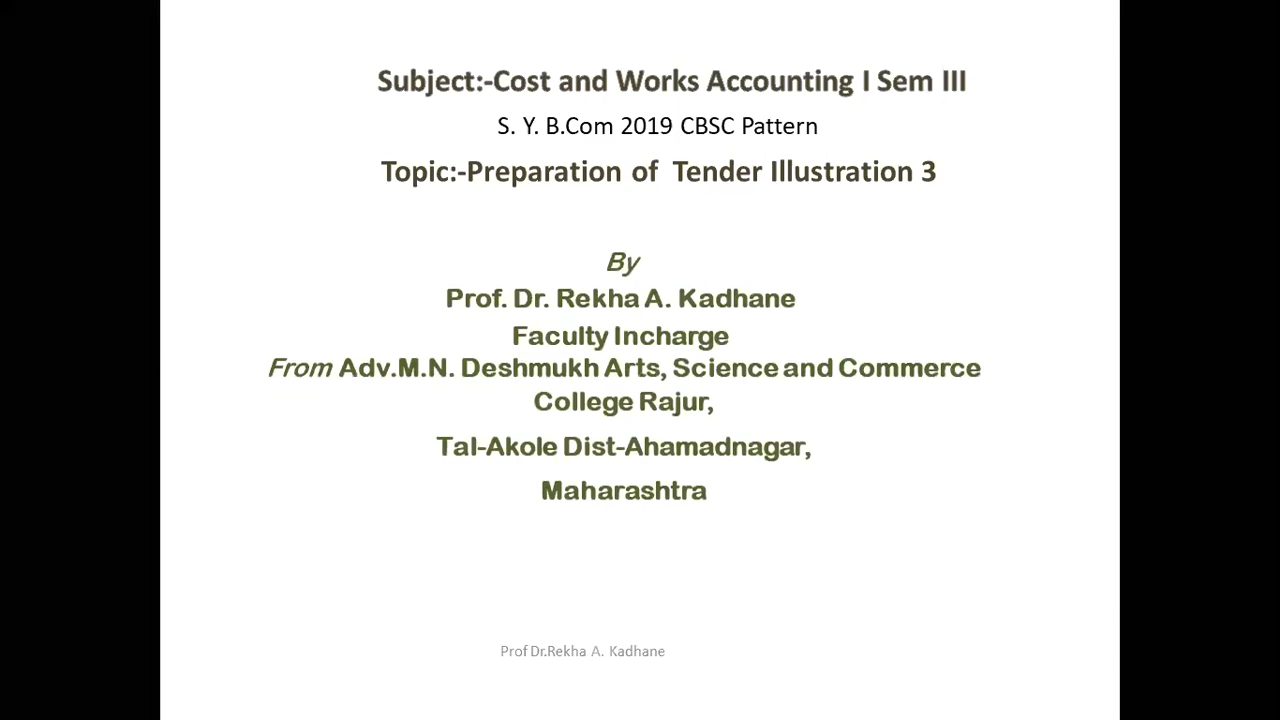 Subject:-Cost and Works Accounting I Sem III
S. Y. B.Com 2019 CBSC Pattern
Topic:-Preparation of Tender Illustration 3
By
Prof. Dr. Rekha A. Kadhane
Faculty Incharge
From Adv.M.N. Deshmukh Arts, Science and Commerce
College Rajur,
Tal-Akole Dist-Ahamadnagar,
Maharashtra
Prof Dr.Rekha A. Kadhane